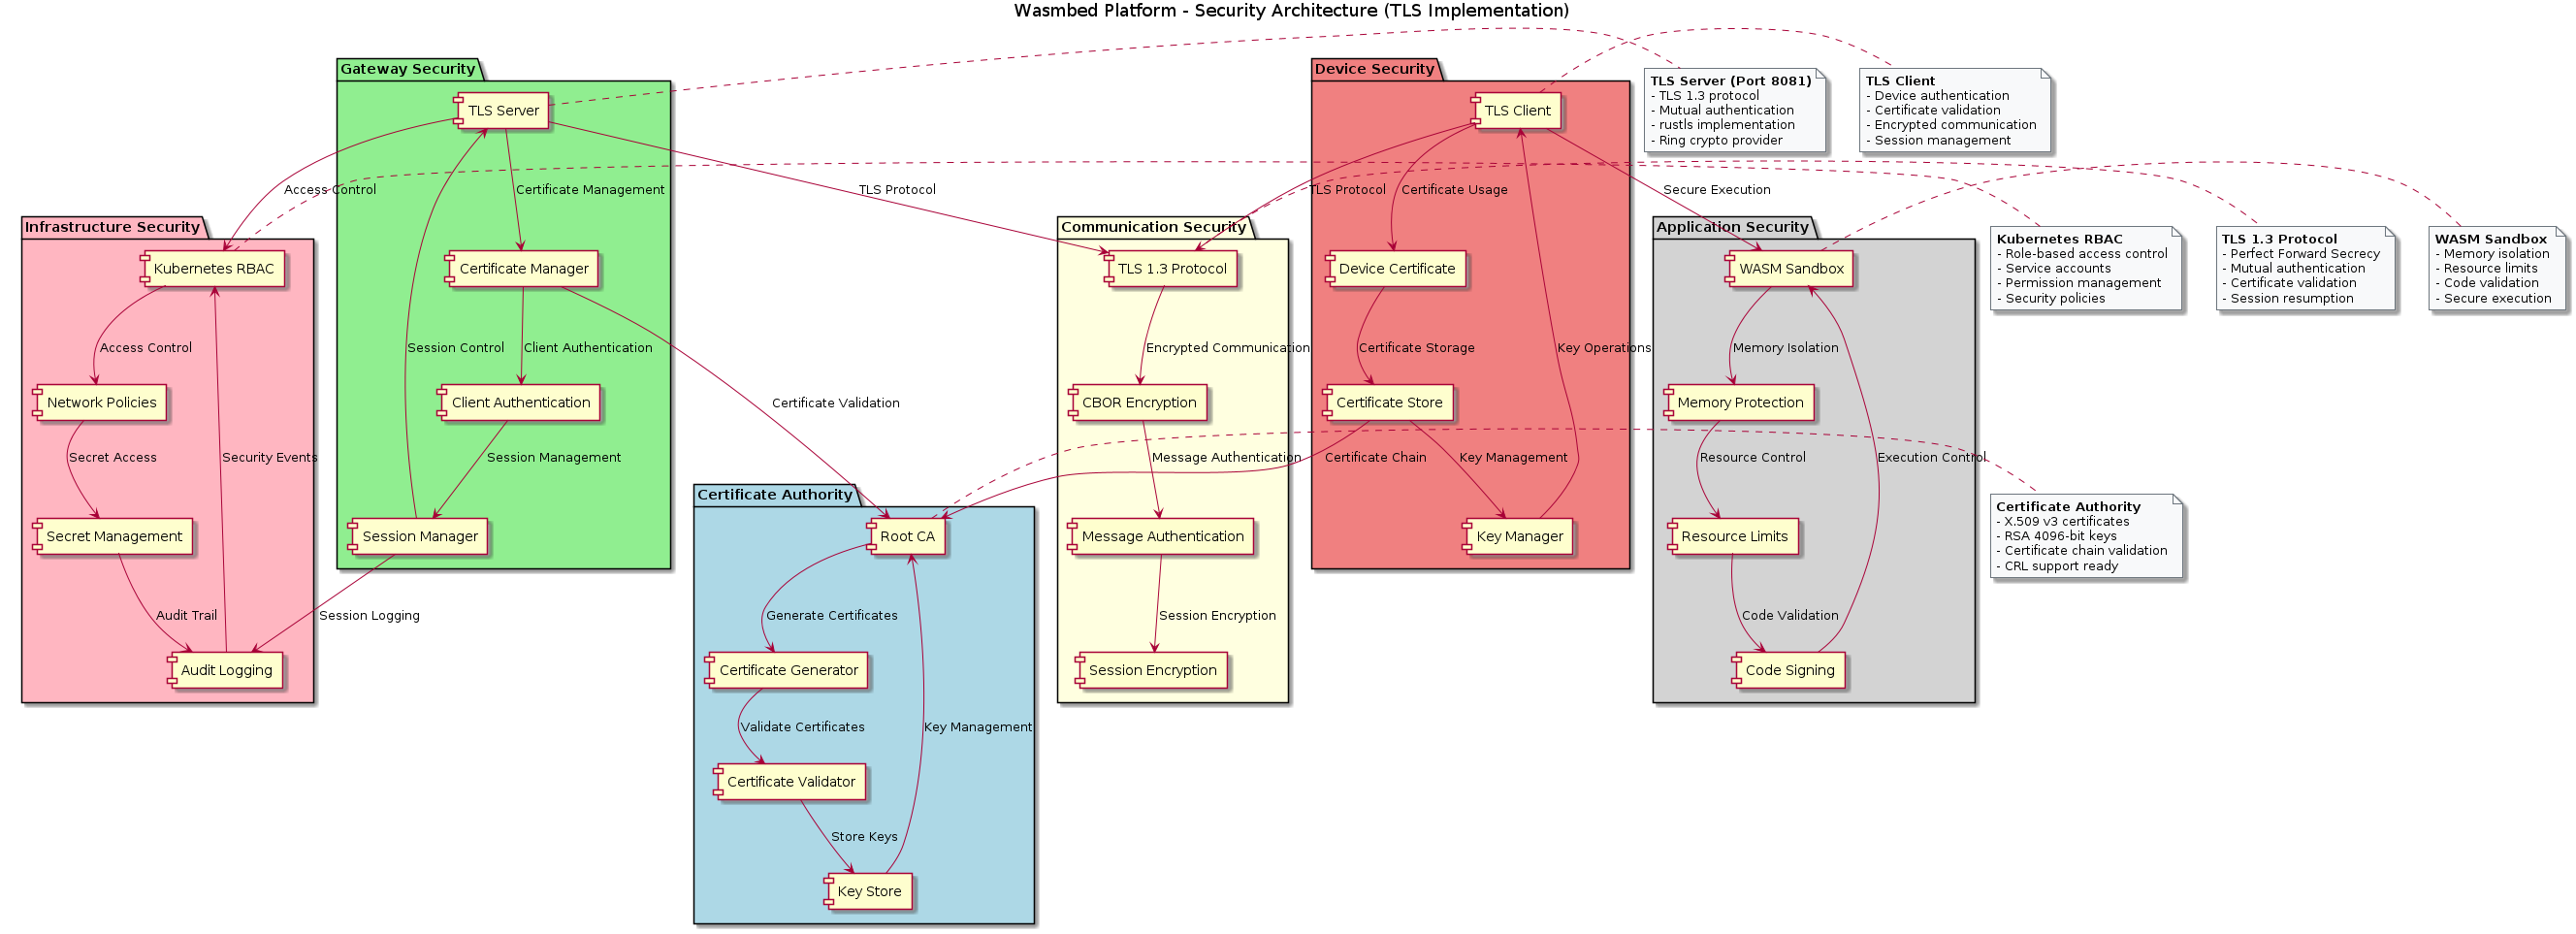 Wasmbed Platform - Security Architecture (TLS Implementation)
Gateway Security
TLS Server
Certificate Management
Certificate Manager
Client Authentication
Client Authentication
Session Management
Session Control
Session Manager
Access Control
TLS Protocol
Infrastructure Security
Kubernetes RBAC
Access Control
Network Policies
Secret Access
Security Events
Secret Management
Audit Trail
Audit Logging
Session Logging
Certificate Validation
Certificate Authority
Root CA
Generate Certificates
Certificate Generator
Validate Certificates
Key Management
Certificate Validator
Store Keys
Key Store
Communication Security
TLS 1.3 Protocol
Encrypted Communication
CBOR Encryption
Message Authentication
Message Authentication
Session Encryption
Session Encryption
Device Security
TLS Client
TLS Protocol
Certificate Usage
Device Certificate
Certificate Storage
Key Operations
Certificate Store
Certificate Chain
Key Management
Key Manager
Secure Execution
Application Security
WASM Sandbox
Memory Isolation
Memory Protection
Resource Control
Execution Control
Resource Limits
Code Validation
Code Signing
TLS Server (Port 8081)
- TLS 1.3 protocol
- Mutual authentication
- rustls implementation
- Ring crypto provider
TLS Client
- Device authentication
- Certificate validation
- Encrypted communication
- Session management
Kubernetes RBAC
- Role-based access control
- Service accounts
- Permission management
- Security policies
TLS 1.3 Protocol
- Perfect Forward Secrecy
- Mutual authentication
- Certificate validation
- Session resumption
WASM Sandbox
- Memory isolation
- Resource limits
- Code validation
- Secure execution
Certificate Authority
- X.509 v3 certificates
- RSA 4096-bit keys
- Certificate chain validation
- CRL support ready